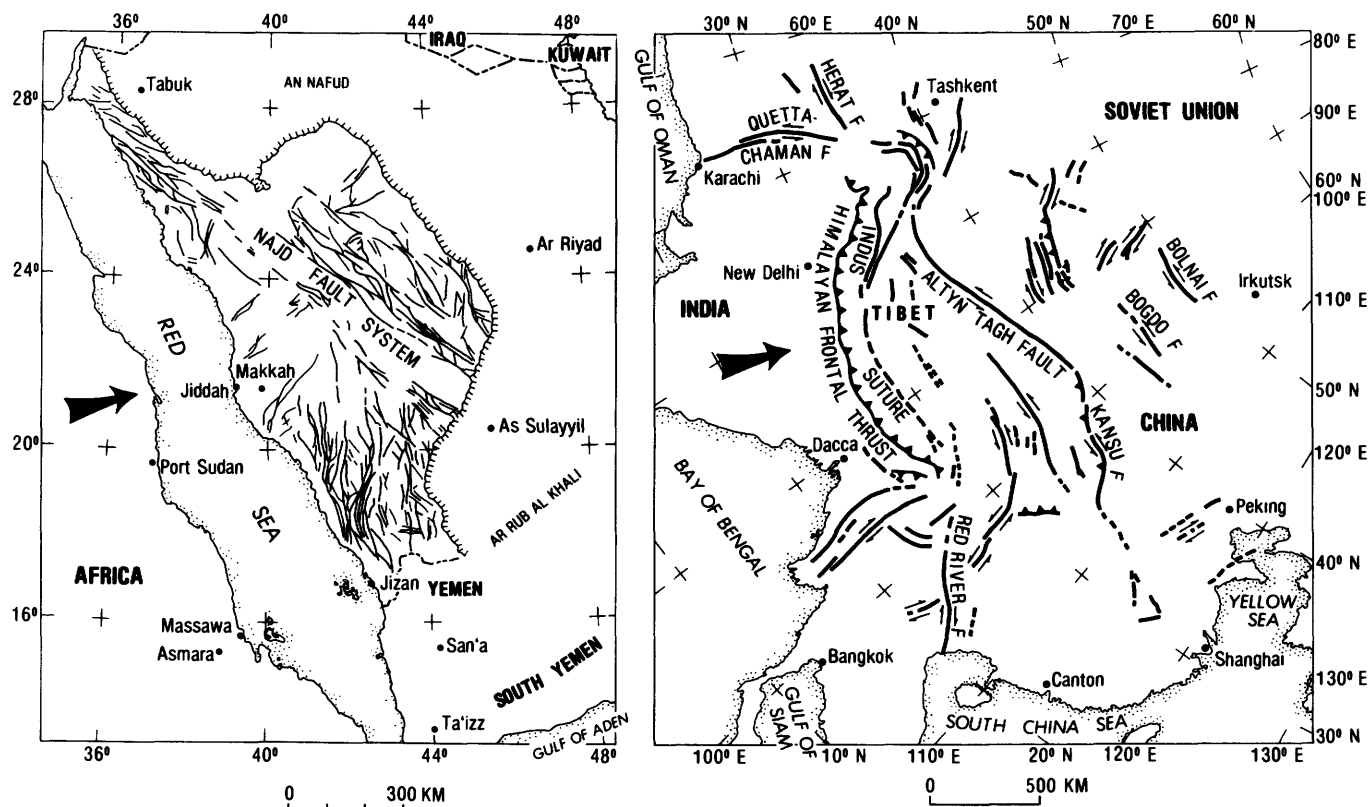 36° 40° 44° 48°
IRAQ
KUWAIT
Tabuk
AN NAFUD
28°
28° 44° 48°
Ar Riyad
NAJD FAULT SYSTEM
24°
RED SEA
Makkah
Jiddah
As Sulayyil
20°
Port Sudan
AR RUB AL KHALI
AFRICA
Jizan
YEMEN
16°
Massawa
Asmara
San'a
SOUTH YEMEN
Ta'izz
GULF OF ADEN
36° 40° 44° 48°
0 300 KM
30° N 60° E 40° N 50° N 70° E 60° N
80° E
GULF OF OMAN
HERAT F
Tashkent
SOVIET UNION
90° E
QUETTA-
CHAMAN F
Karachi
60° N
100° E
HIMALAYAN FRONTAL THRUST
INDUS
SUTURE
New Delhi
ALTYN TAGH FAULT
BOLNAI F
Irkutsk
110° E
INDIA
TIBET
BOGDO F
50° N
KANSU F
CHINA
120° E
Dacca
BAY OF BENGAL
Peking
RED RIVER F
40° N
YELLOW SEA
Bangkok
Shanghai
Canton
130° E
GULF OF SIAM
SOUTH CHINA SEA
30° N
100° E 10° N 110° E 20° N 120° E 130° E
0 500 KM